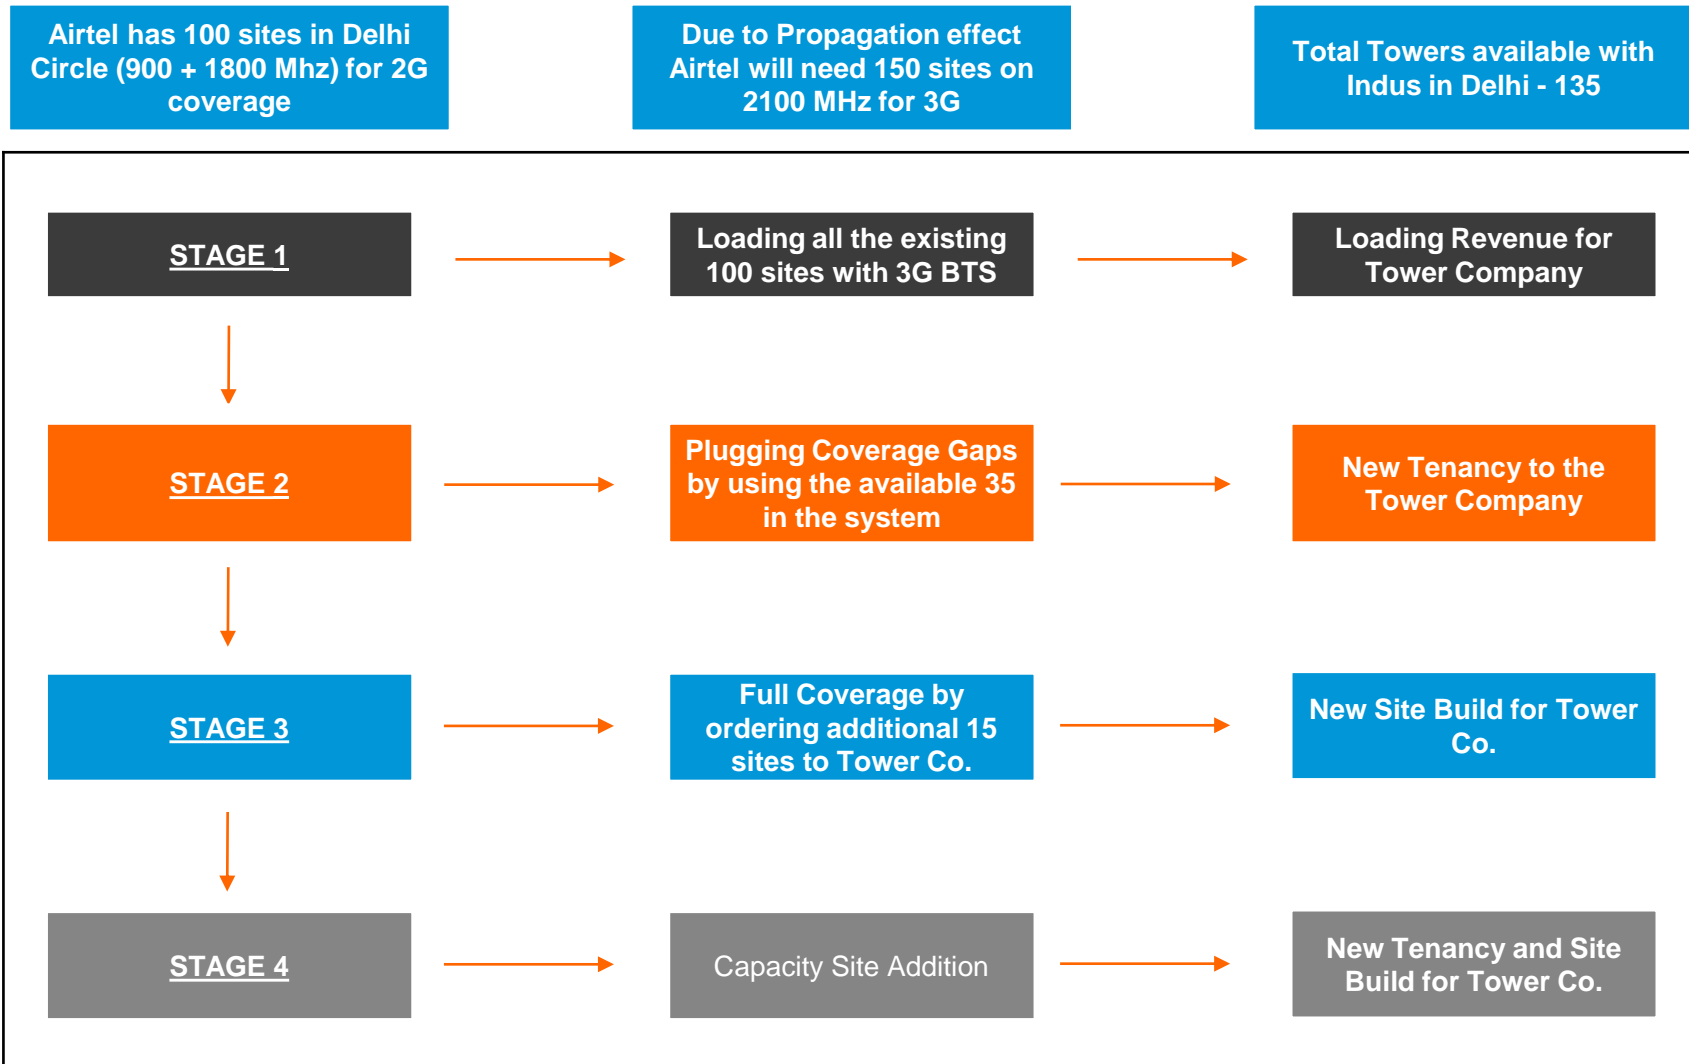 Airtel has 100 sites in Delhi
Circle (900 + 1800 Mhz) for 2G
coverage
Due to Propagation effect
Airtel will need 150 sites on
2100 MHz for 3G
Total Towers available with
Indus in Delhi - 135
STAGE 1
Loading all the existing
100 sites with 3G BTS
Loading Revenue for
Tower Company
STAGE 2
Plugging Coverage Gaps
by using the available 35
in the system
New Tenancy to the
Tower Company
STAGE 3
Full Coverage by
ordering additional 15
sites to Tower Co.
New Site Build for Tower
Co.
STAGE 4
Capacity Site Addition
New Tenancy and Site
Build for Tower Co.